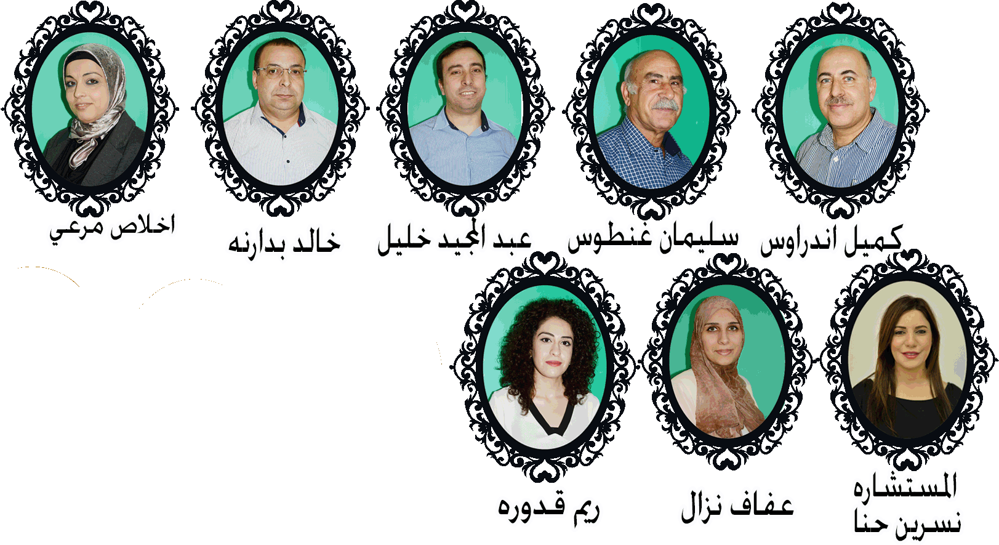 كميل اندراوس
سليمان غنطوس
عبد المجيد خليل
خالد بدارنه
اخلاص مرعي
المستشاره
نسرين حنا
عفاف نزال
ريم قدوره